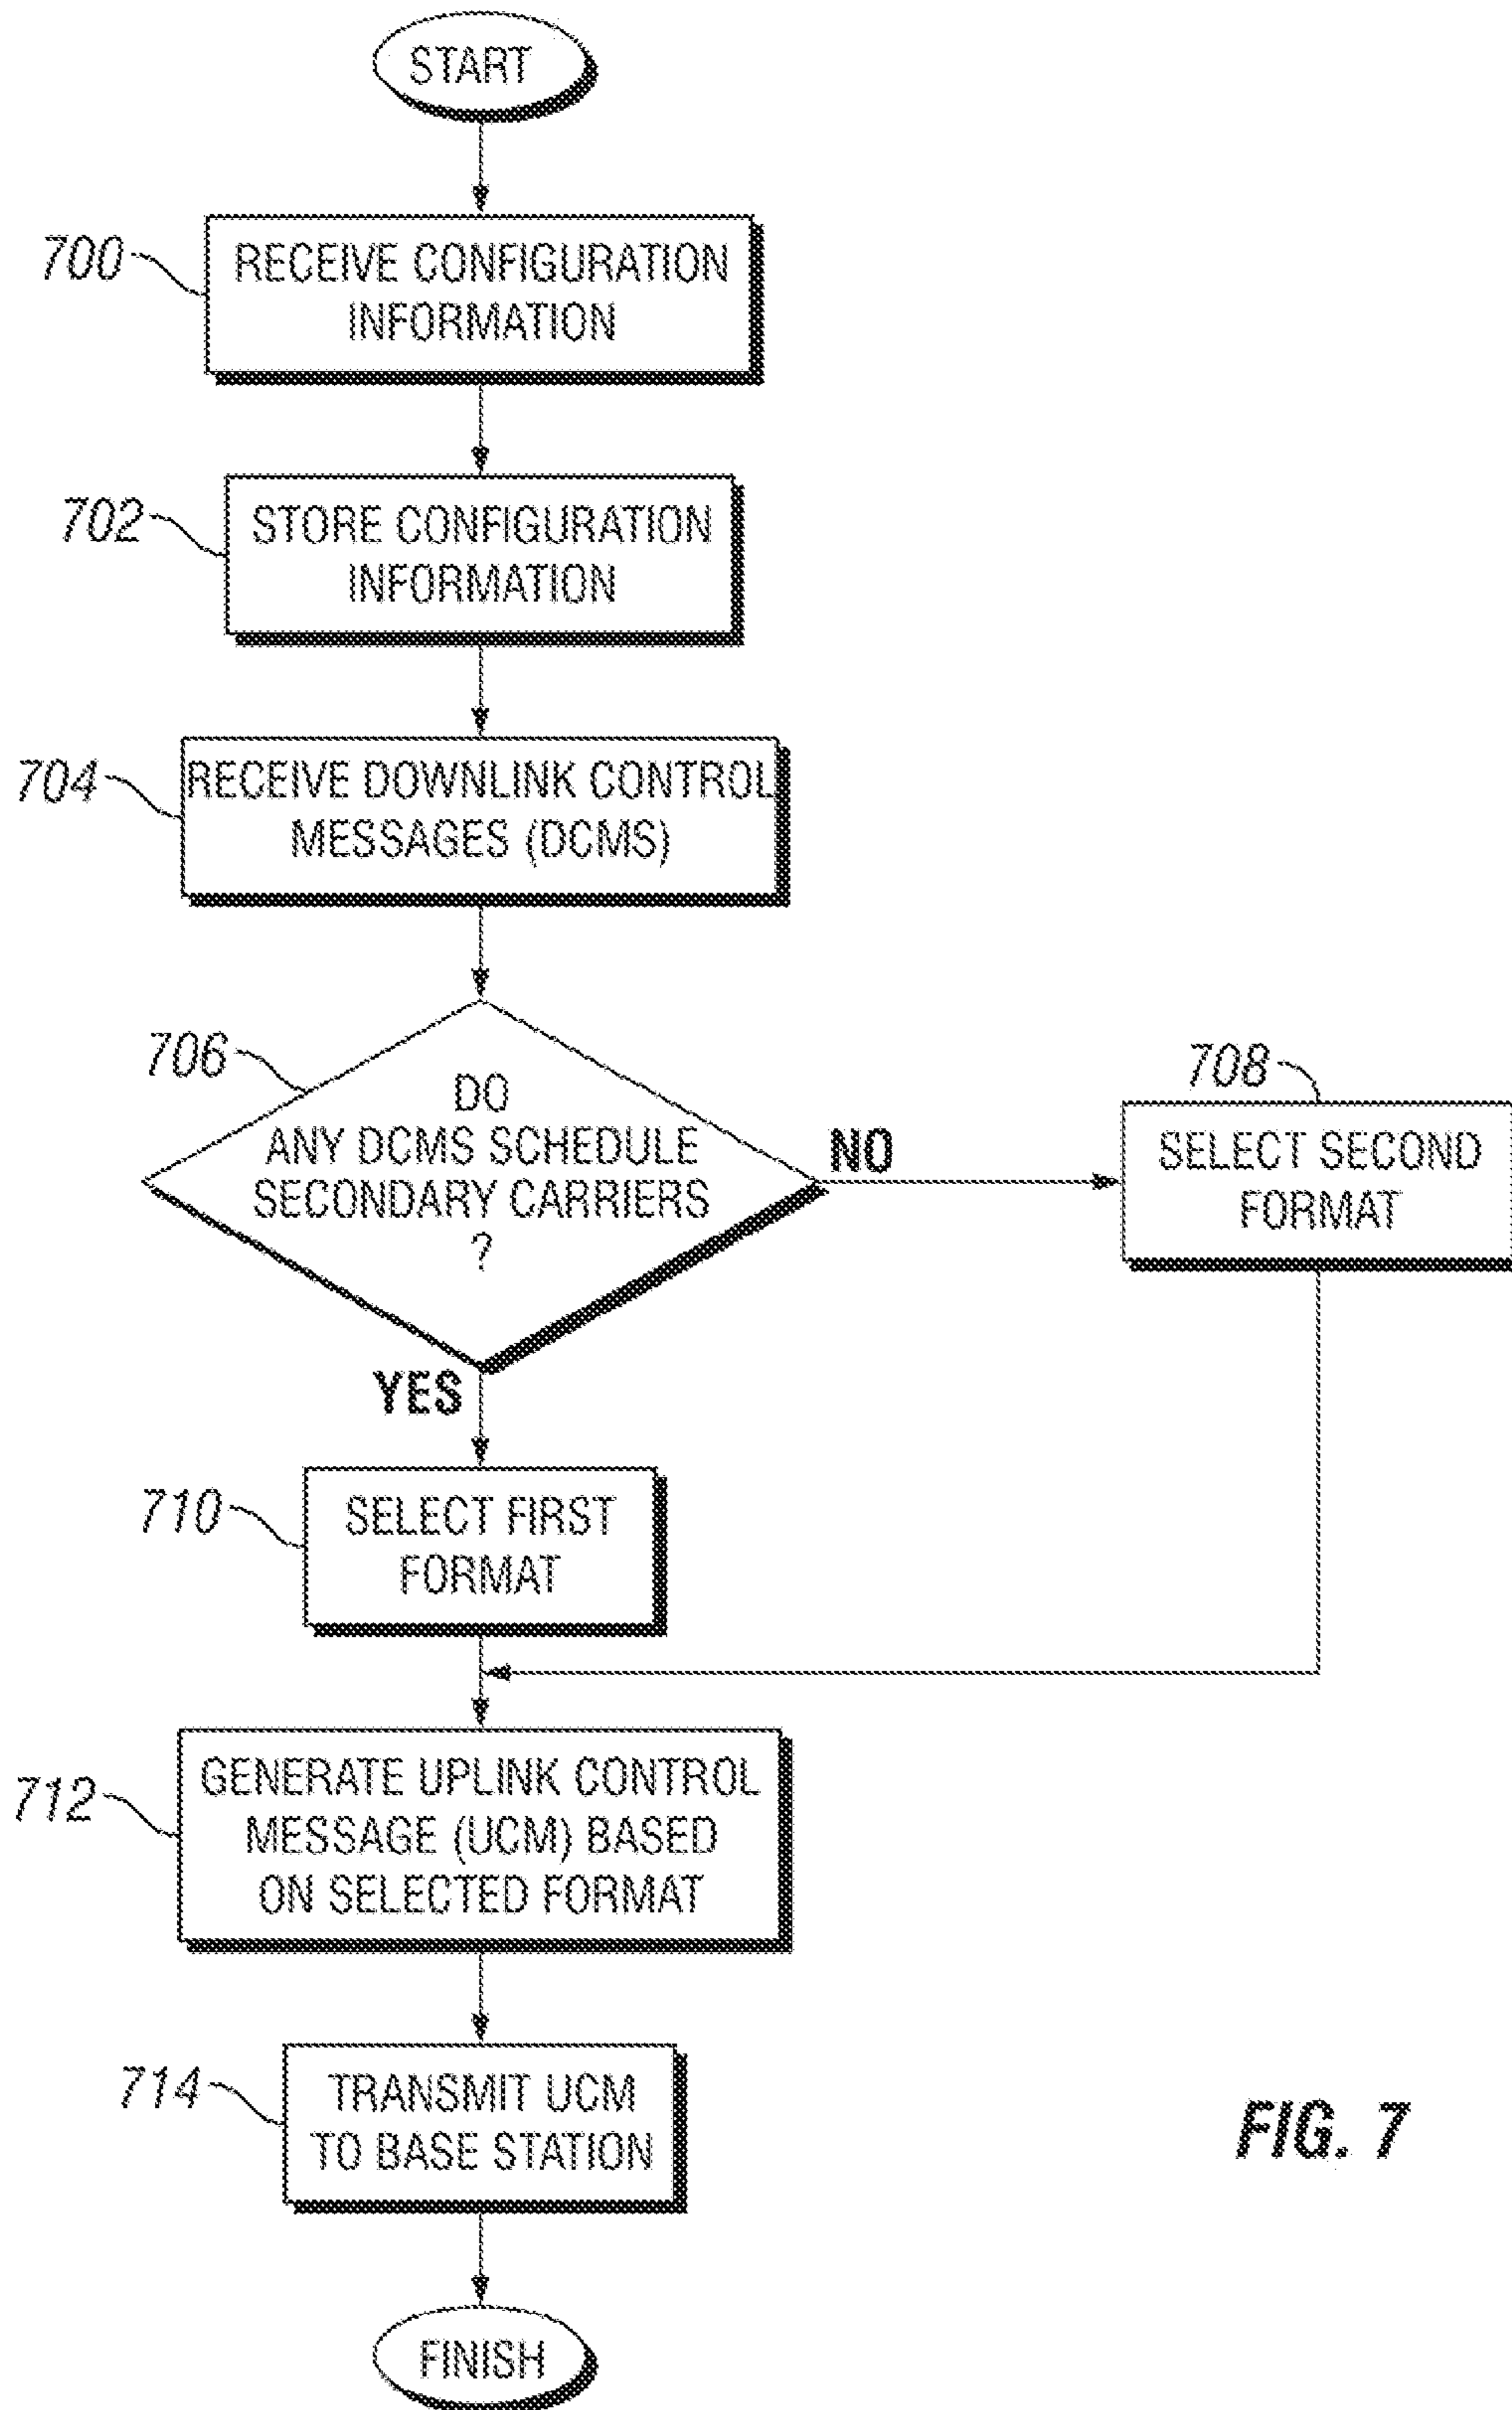 START
700
RECEIVE CONFIGURATION
INFORMATION
702
STORE CONFIGURATION
INFORMATION
704
RECEIVE DOWNLINK CONTROL
MESSAGES (DCMS)
706
DO
ANY DCMS SCHEDULE
SECONDARY CARRIERS
?
NO
708
SELECT SECOND
FORMAT
YES
710
SELECT FIRST
FORMAT
712
GENERATE UPLINK CONTROL
MESSAGE (UCM) BASED
ON SELECTED FORMAT
714
TRANSMIT UCM
TO BASE STATION
FINISH
FIG. 7